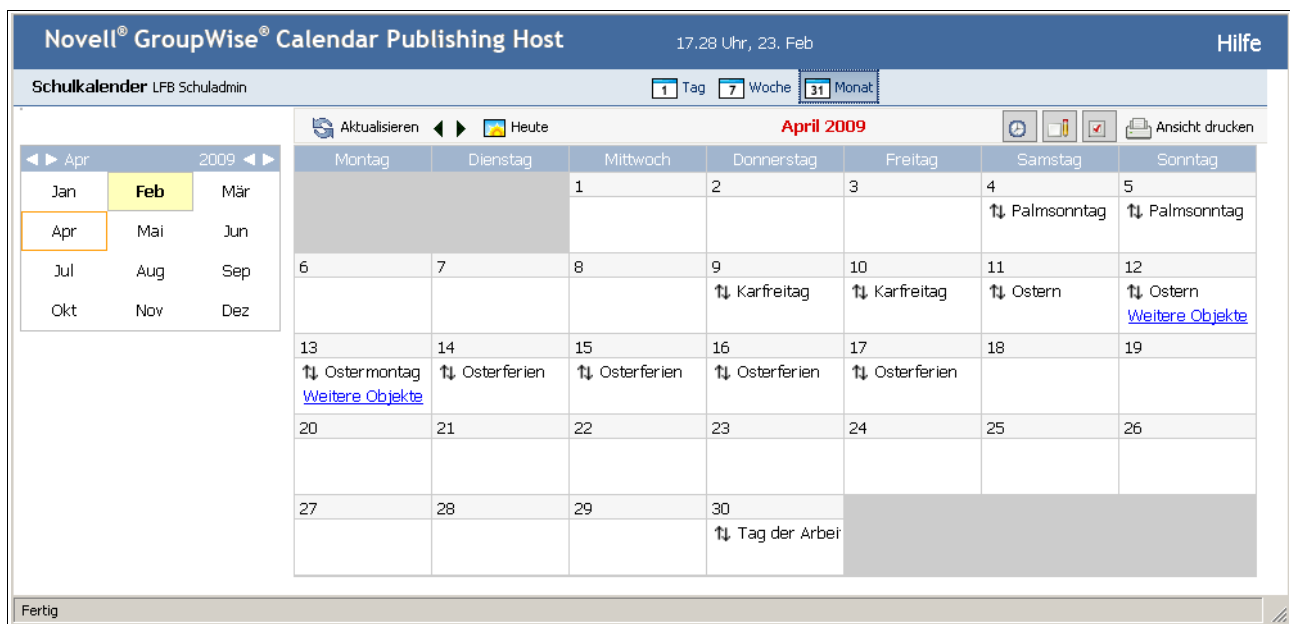 Novell® GroupWise® Calendar Publishing Host 17.28 Uhr, 23. Feb Hilfe
Schulkalender LFB Schuladmin 1 Tag 7 Woche 31 Monat
Aktualisieren Heute April 2009 Ansicht drucken
Apr 2009
Jan Feb Mär
Apr Mai Jun
Jul Aug Sep
Okt Nov Dez
Montag Dienstag Mittwoch Donnerstag Freitag Samstag Sonntag
1 2 3 4 5
Palmsonntag Palmsonntag
6 7 8 9 10 11 12
Karfreitag Karfreitag Ostern Ostern
Weitere Objekte
13 14 15 16 17 18 19
Ostermontag Osterferien Osterferien Osterferien Osterferien
Weitere Objekte
20 21 22 23 24 25 26
27 28 29 30
Tag der Arbei
Fertig